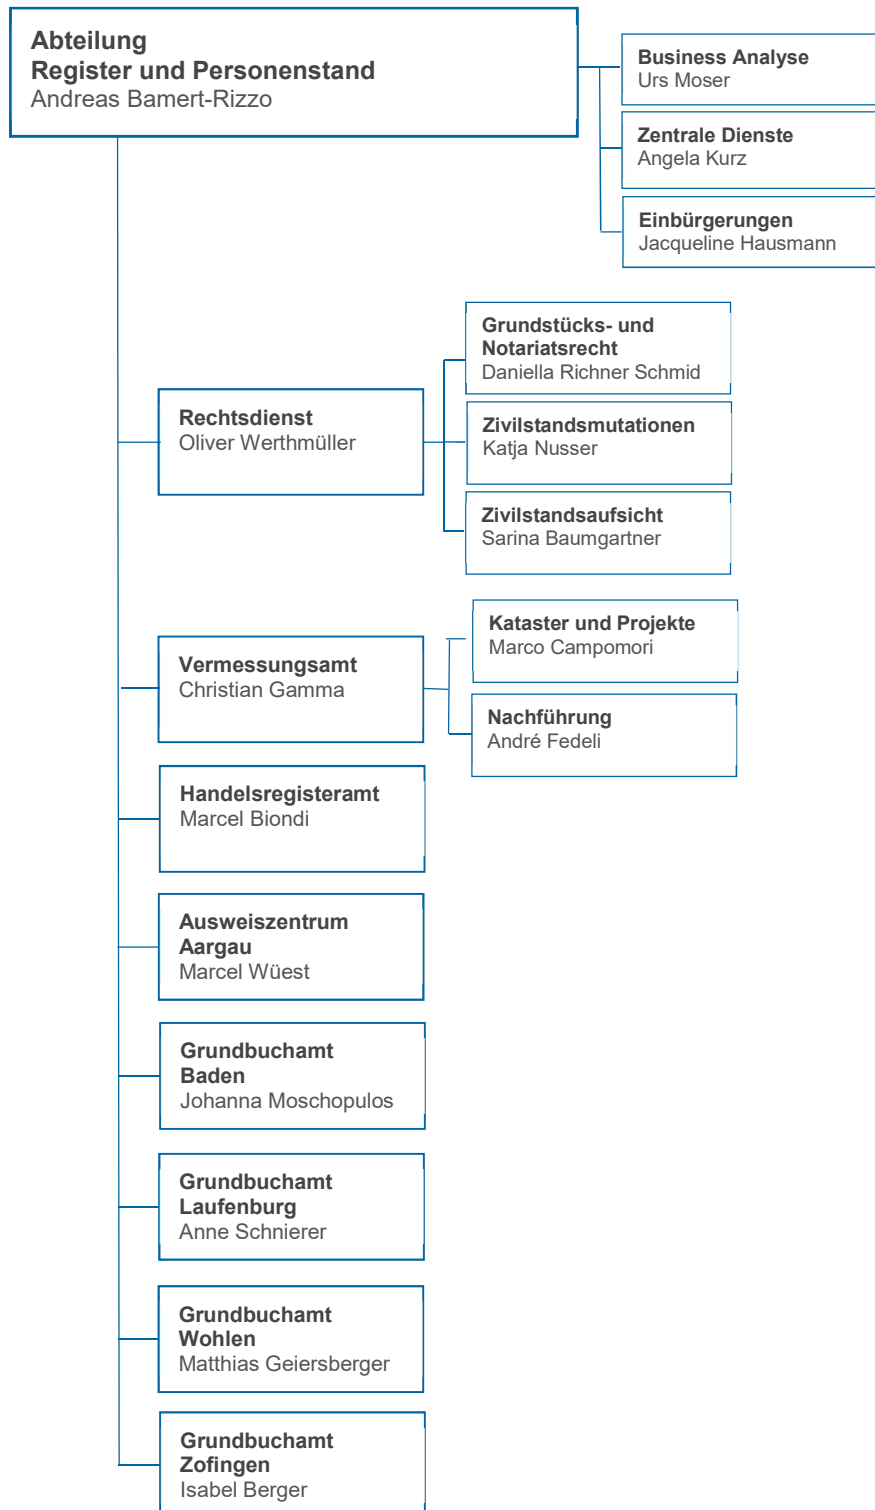 Abteilung
Register und Personenstand
Andreas Bamert-Rizzo
Business Analyse
Urs Moser
Zentrale Dienste
Angela Kurz
Einbürgerungen
Jacqueline Hausmann
Rechtsdienst
Oliver Werthmüller
Grundstücks- und
Notariatsrecht
Daniella Richner Schmid
Zivilstandsmutationen
Katja Nusser
Zivilstandsaufsicht
Sarina Baumgartner
Vermessungsamt
Christian Gamma
Kataster und Projekte
Marco Campomori
Nachführung
André Fedeli
Handelsregisteramt
Marcel Biondi
Ausweiszentrum
Aargau
Marcel Wüest
Grundbuchamt
Baden
Johanna Moschopulos
Grundbuchamt
Laufenburg
Anne Schnierer
Grundbuchamt
Wohlen
Matthias Geiersberger
Grundbuchamt
Zofingen
Isabel Berger